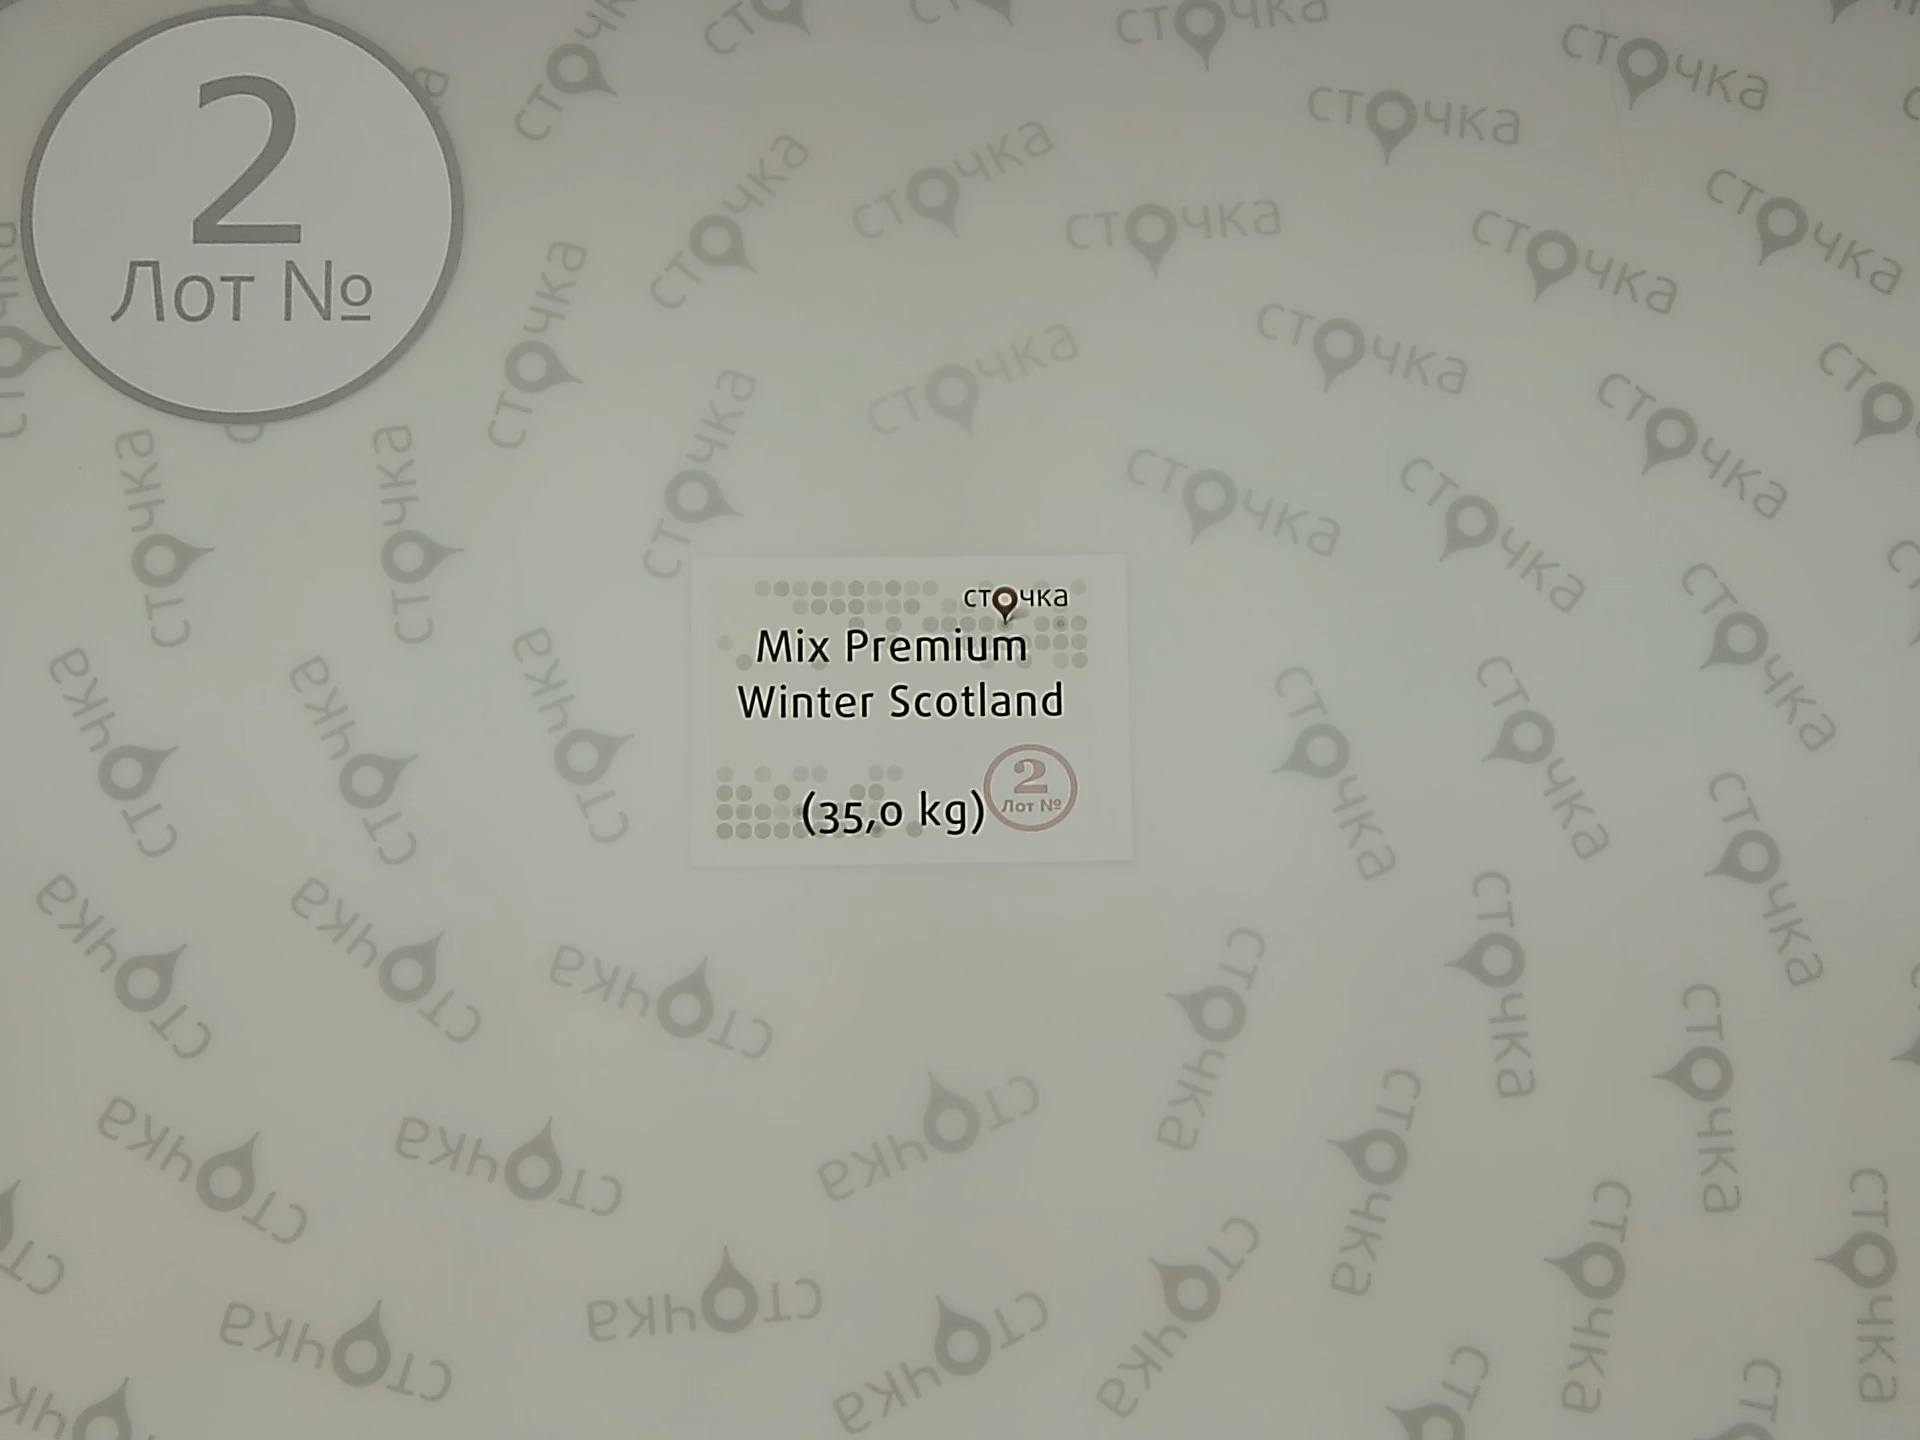 2
Лот №
сточка
Mix Premium
Winter Scotland
(35,0 kg)
2
Лот №